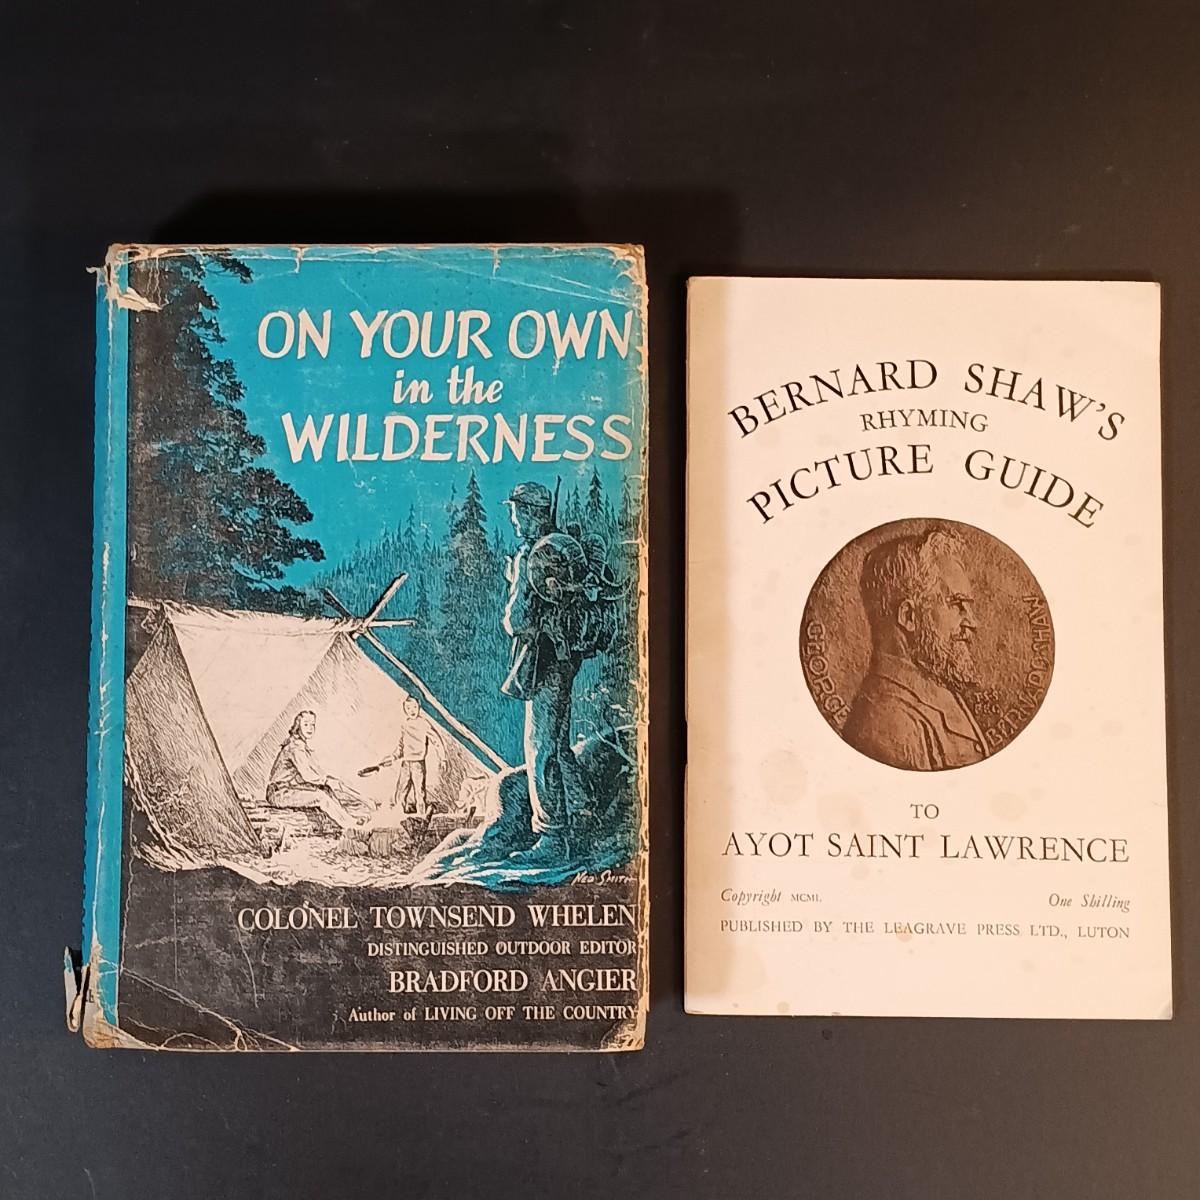 ON YOUR OWN
in the
WILDERNESS
NED SMITH
COLONEL TOWNSEND WHELEN
DISTINGUISHED OUTDOOR EDITOR
BRADFORD ANGIER
Author of LIVING OFF THE COUNTRY
BERNARD SHAW'S
RHYMING
PICTURE GUIDE
GEORGE
BERNARD SHAW
TO
AYOT SAINT LAWRENCE
Copyright MCML One Shilling
PUBLISHED BY THE LEAGRAVE PRESS LTD., LUTON